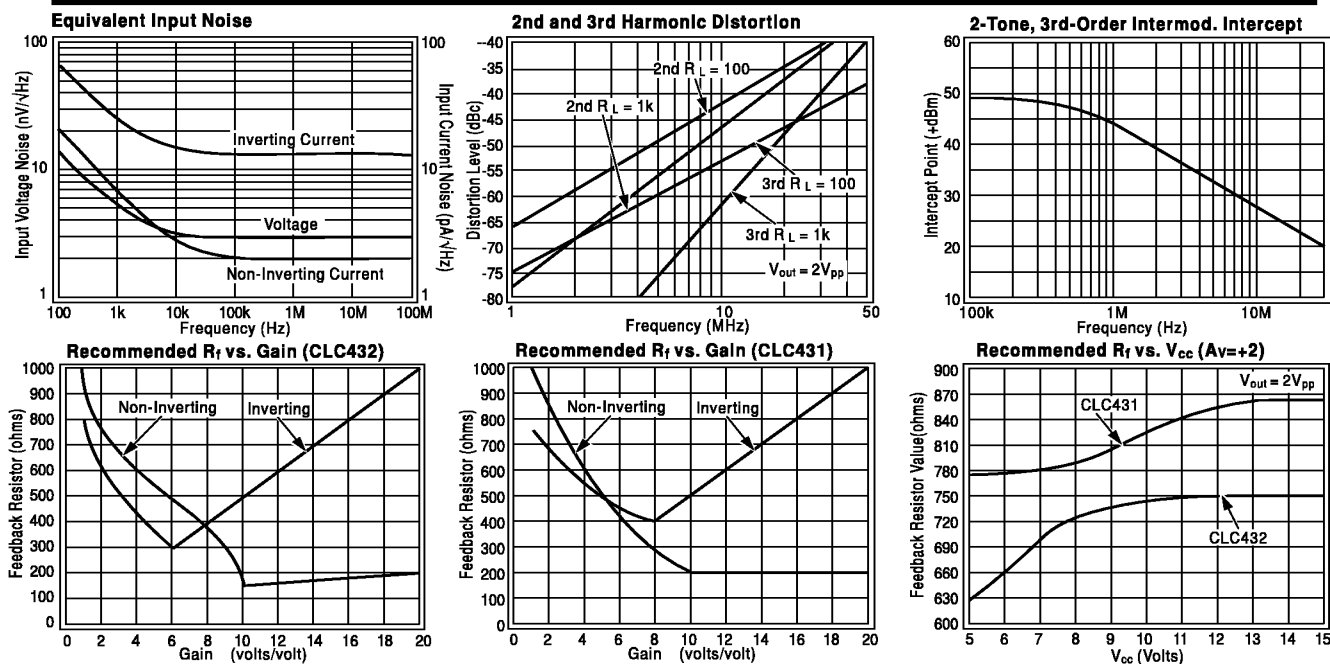 Equivalent Input Noise
100
10
1
Input Voltage Noise (nV/√Hz)
100
10
1
Input Current Noise (pA/√Hz)
Inverting Current
Voltage
Non-Inverting Current
100 1k 10k 100k 1M 10M 100M
Frequency (Hz)
2nd and 3rd Harmonic Distortion
-40
-45
-50
-55
-60
-65
-70
-75
-80
Distortion Level (dBc)
2nd RL = 100
2nd RL = 1k
3rd RL = 100
3rd RL = 1k
Vout = 2Vpp
1 10 50
Frequency (MHz)
2-Tone, 3rd-Order Intermod. Intercept
60
50
40
30
20
10
Intercept Point (+dBm)
100k 1M 10M
Frequency (Hz)
Recommended Rf vs. Gain (CLC432)
1000
900
800
700
600
500
400
300
200
100
0
Feedback Resistor (ohms)
Non-Inverting Inverting
0 2 4 6 8 10 12 14 16 18 20
Gain (volts/volt)
Recommended Rf vs. Gain (CLC431)
1000
900
800
700
600
500
400
300
200
100
0
Feedback Resistor (ohms)
Non-Inverting Inverting
0 2 4 6 8 10 12 14 16 18 20
Gain (volts/volt)
Recommended Rf vs. Vcc (Av=+2)
900
870
840
810
780
750
720
690
660
630
600
Feedback Resistor Value(ohms)
Vout = 2Vpp
CLC431
CLC432
5 6 7 8 9 10 11 12 13 14 15
Vcc (Volts)